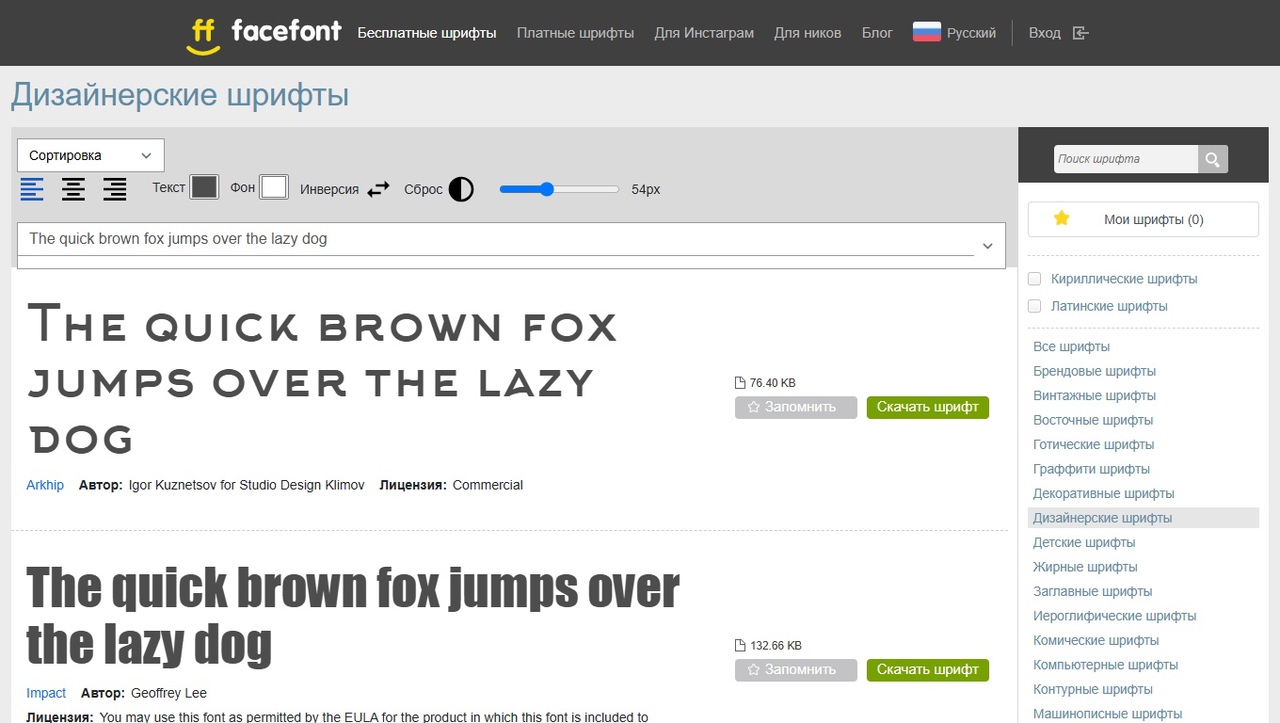 ff facefont Бесплатные шрифты Платные шрифты Для Инстаграм Для ников Блог Русский Вход
Дизайнерские шрифты
Сортировка
Текст Фон Инверсия Сброс 54px
The quick brown fox jumps over the lazy dog
The quick brown fox
jumps over the lazy
dog
76.40 KB
Запомнить Скачать шрифт
Arkhip Автор: Igor Kuznetsov for Studio Design Klimov Лицензия: Commercial
The quick brown fox jumps over
the lazy dog
132.66 KB
Запомнить Скачать шрифт
Impact Автор: Geoffrey Lee
Лицензия: You may use this font as permitted by the EULA for the product in which this font is included to
Поиск шрифта
Мои шрифты (0)
Кириллические шрифты
Латинские шрифты
Все шрифты
Брендовые шрифты
Винтажные шрифты
Восточные шрифты
Готические шрифты
Граффити шрифты
Декоративные шрифты
Дизайнерские шрифты
Детские шрифты
Жирные шрифты
Заглавные шрифты
Иероглифические шрифты
Комические шрифты
Компьютерные шрифты
Контурные шрифты
Машинописные шрифты